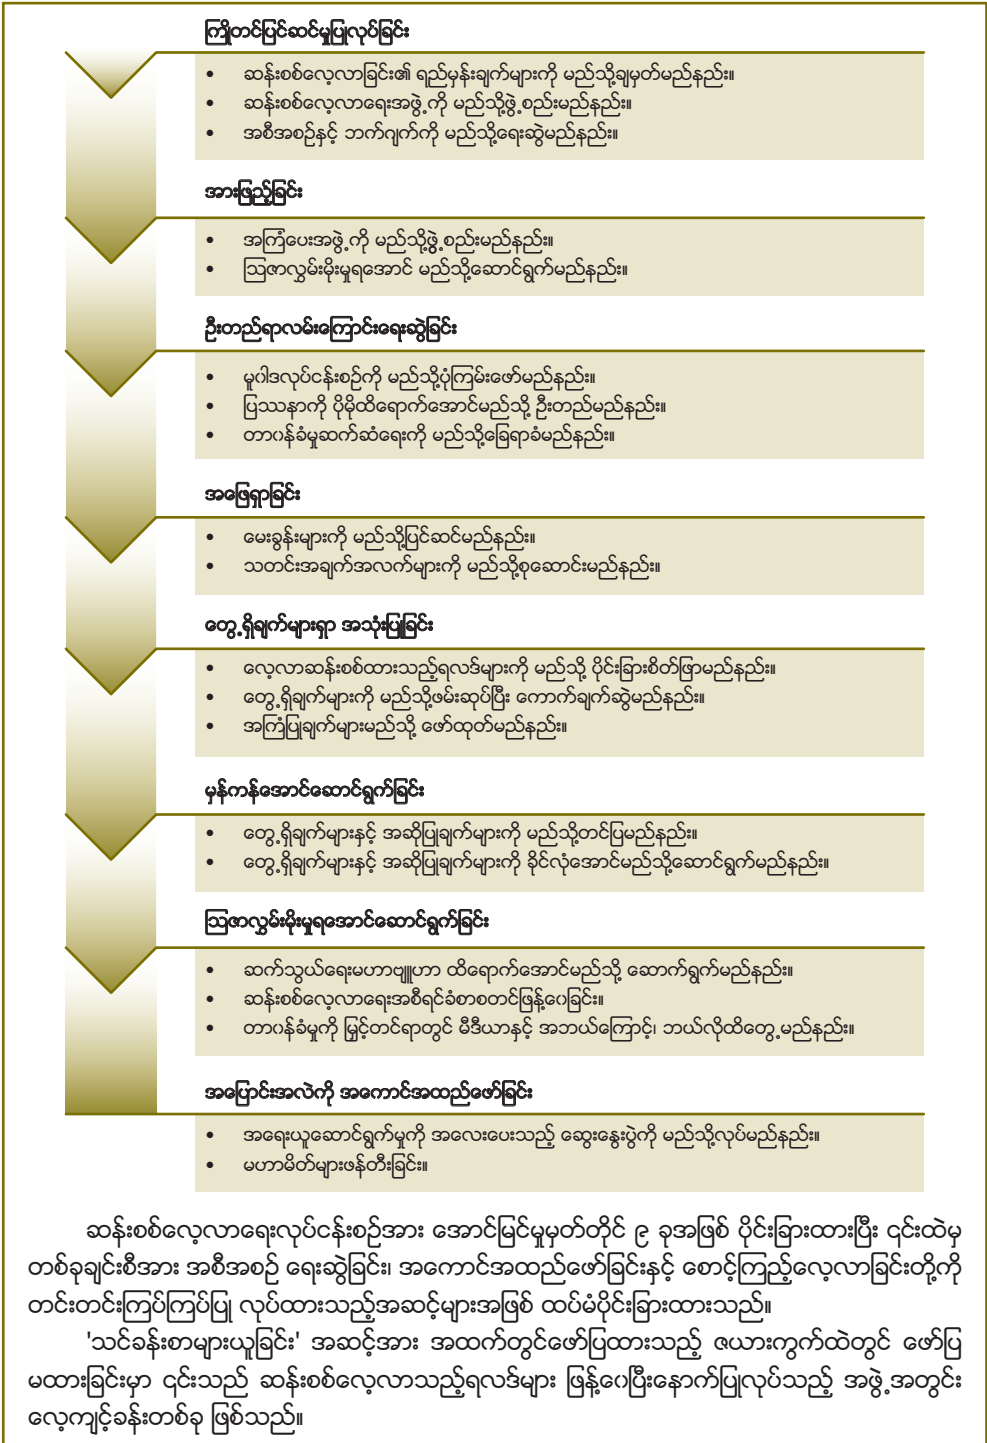 ကြိုတင်ပြင်ဆင်မှုပြုလုပ်ခြင်း
• ဆန်းစစ်လေ့လာခြင်း၏ ရည်မှန်းချက်များကို မည်သို့ချမှတ်မည်နည်း။
• ဆန်းစစ်လေ့လာရေးအဖွဲ့ကို မည်သို့ဖွဲ့စည်းမည်နည်း။
• အစီအစဉ်နှင့် ဘက်ဂျက်ကို မည်သို့ရေးဆွဲမည်နည်း။
အားဖြည့်ခြင်း
• အကြံပေးအဖွဲ့ကို မည်သို့ဖွဲ့စည်းမည်နည်း။
• ဩဇာလွှမ်းမိုးမှုရအောင် မည်သို့ဆောင်ရွက်မည်နည်း။
ဦးတည်ရာလမ်းကြောင်းရေးဆွဲခြင်း
• မူဝါဒလုပ်ငန်းစဉ်ကို မည်သို့ပုံကြမ်းဖော်မည်နည်း။
• ပြဿနာကို ပိုမိုထိရောက်အောင်မည်သို့ ဦးတည်မည်နည်း။
• တာဝန်ခံမှုဆက်ဆံရေးကို မည်သို့ခြေရာခံမည်နည်း။
အဖြေရှာခြင်း
• မေးခွန်းများကို မည်သို့ပြင်ဆင်မည်နည်း။
• သတင်းအချက်အလက်များကို မည်သို့စုဆောင်းမည်နည်း။
တွေ့ရှိချက်များရှာ အသုံးပြုခြင်း
• လေ့လာဆန်းစစ်ထားသည့်ရလဒ်များကို မည်သို့ ပိုင်းခြားစိတ်ဖြာမည်နည်း။
• တွေ့ရှိချက်များကို မည်သို့ဖမ်းဆုပ်ပြီး ကောက်ချက်ဆွဲမည်နည်း။
• အကြံပြုချက်များမည်သို့ ဖော်ထုတ်မည်နည်း။
မှန်ကန်အောင်ဆောင်ရွက်ခြင်း
• တွေ့ရှိချက်များနှင့် အဆိုပြုချက်များကို မည်သို့တင်ပြမည်နည်း။
• တွေ့ရှိချက်များနှင့် အဆိုပြုချက်များကို ခိုင်လုံအောင်မည်သို့ဆောင်ရွက်မည်နည်း။
ဩဇာလွှမ်းမိုးမှုရအောင်ဆောင်ရွက်ခြင်း
• ဆက်သွယ်ရေးမဟာဗျူဟာ ထိရောက်အောင်မည်သို့ ဆောက်ရွက်မည်နည်း။
• ဆန်းစစ်လေ့လာရေးအစီရင်ခံစာစတင်ဖြန့်ဝေခြင်း။
• တာဝန်ခံမှုကို မြှင့်တင်ရာတွင် မီဒီယာနှင့် အဘယ်ကြောင့်၊ ဘယ်လိုထိတွေ့မည်နည်း။
အပြောင်းအလဲကို အကောင်အထည်ဖော်ခြင်း
• အရေးယူဆောင်ရွက်မှုကို အလေးပေးသည့် ဆွေးနွေးပွဲကို မည်သို့လုပ်မည်နည်း။
• မဟာမိတ်များဖန်တီးခြင်း။
ဆန်းစစ်လေ့လာရေးလုပ်ငန်းစဉ်အား အောင်မြင်မှုမှတ်တိုင် ၉ ခုအဖြစ် ပိုင်းခြားထားပြီး ၎င်းထဲမှ
တစ်ခုချင်းစီအား အစီအစဉ် ရေးဆွဲခြင်း၊ အကောင်အထည်ဖော်ခြင်းနှင့် စောင့်ကြည့်လေ့လာခြင်းတို့ကို
တင်းတင်းကြပ်ကြပ်ပြု လုပ်ထားသည့်အဆင့်များအဖြစ် ထပ်မံပိုင်းခြားထားသည်။
'သင်ခန်းစာများယူခြင်း' အဆင့်အား အထက်တွင်ဖော်ပြထားသည့် ဇယားကွက်ထဲတွင် ဖော်ပြ
မထားခြင်းမှာ ၎င်းသည် ဆန်းစစ်လေ့လာသည့်ရလဒ်များ ဖြန့်ဝေပြီးနောက်ပြုလုပ်သည့် အဖွဲ့အတွင်း
လေ့ကျင့်ခန်းတစ်ခု ဖြစ်သည်။